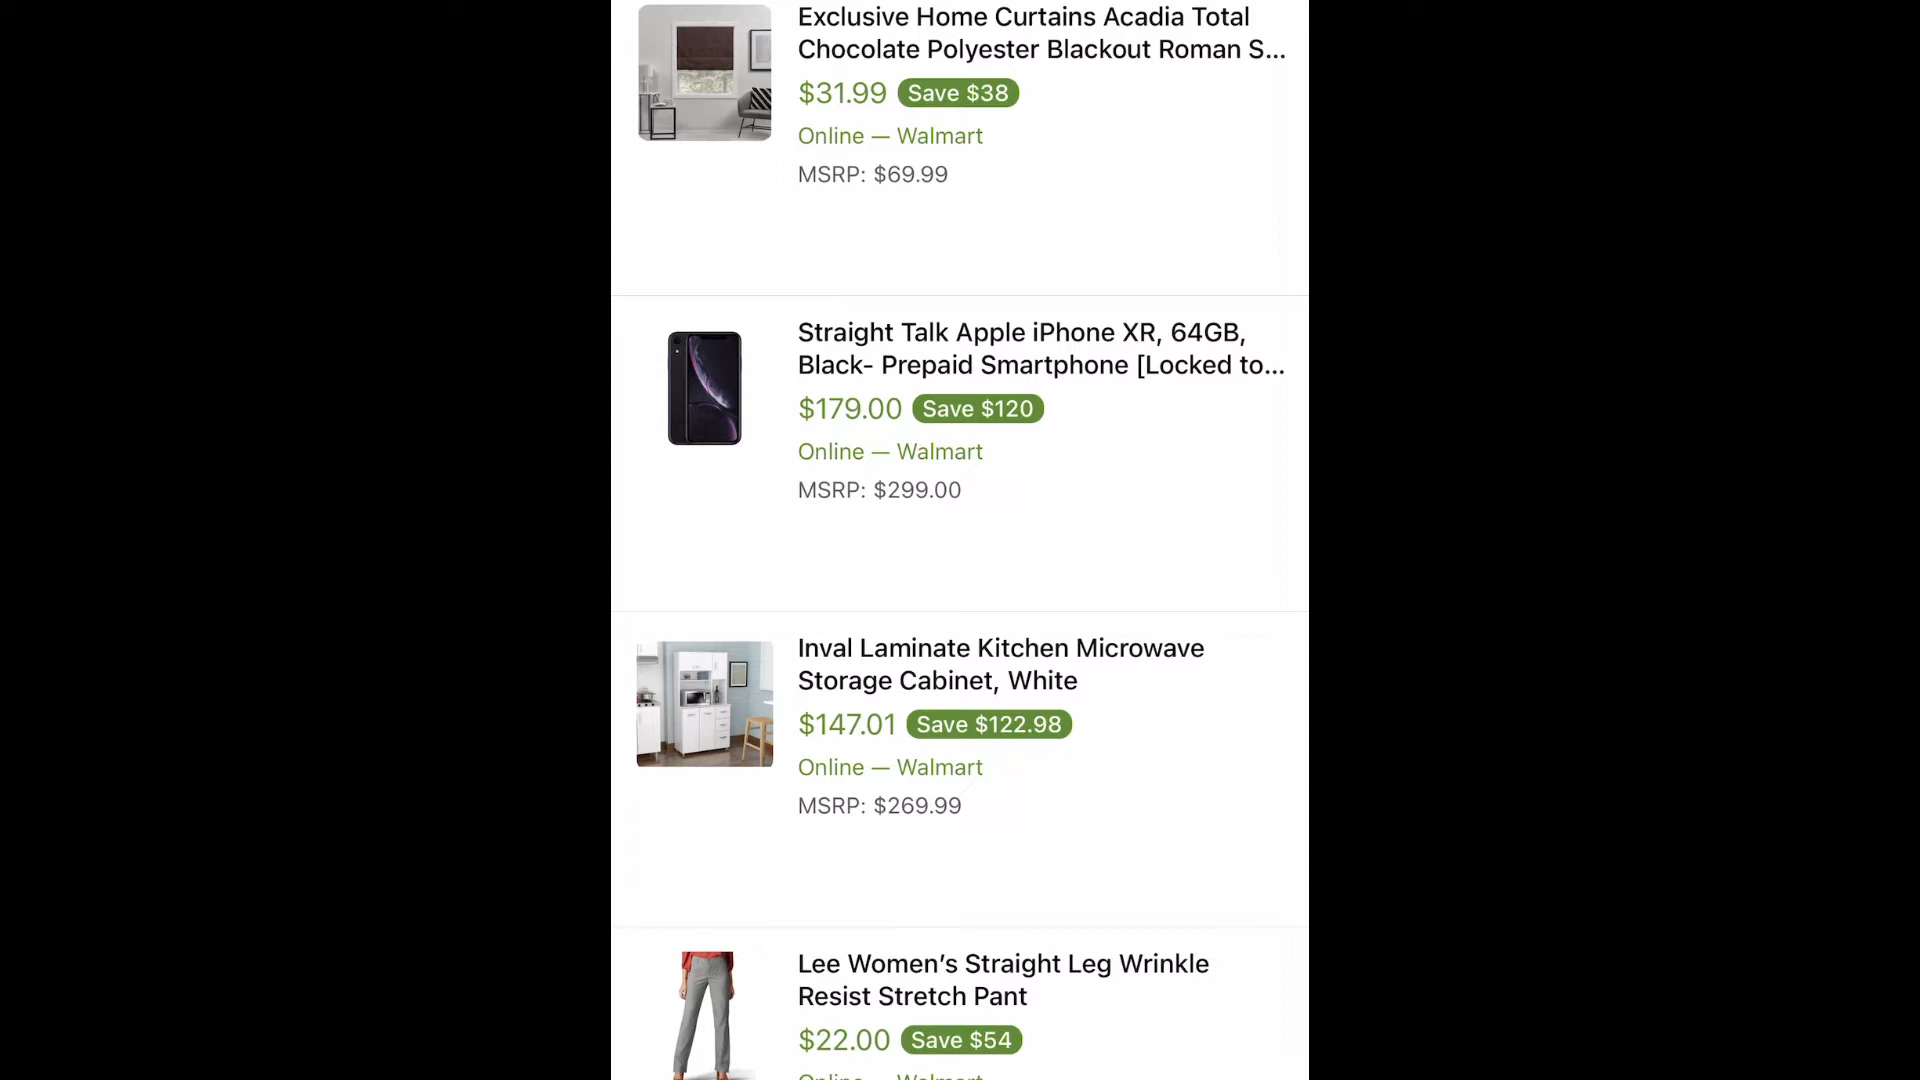 Exclusive Home Curtains Acadia Total
Chocolate Polyester Blackout Roman S...
$31.99 Save $38
Online — Walmart
MSRP: $69.99
Straight Talk Apple iPhone XR, 64GB,
Black- Prepaid Smartphone [Locked to...
$179.00 Save $120
Online — Walmart
MSRP: $299.00
Inval Laminate Kitchen Microwave
Storage Cabinet, White
$147.01 Save $122.98
Online — Walmart
MSRP: $269.99
Lee Women’s Straight Leg Wrinkle
Resist Stretch Pant
$22.00 Save $54
Online — Walmart